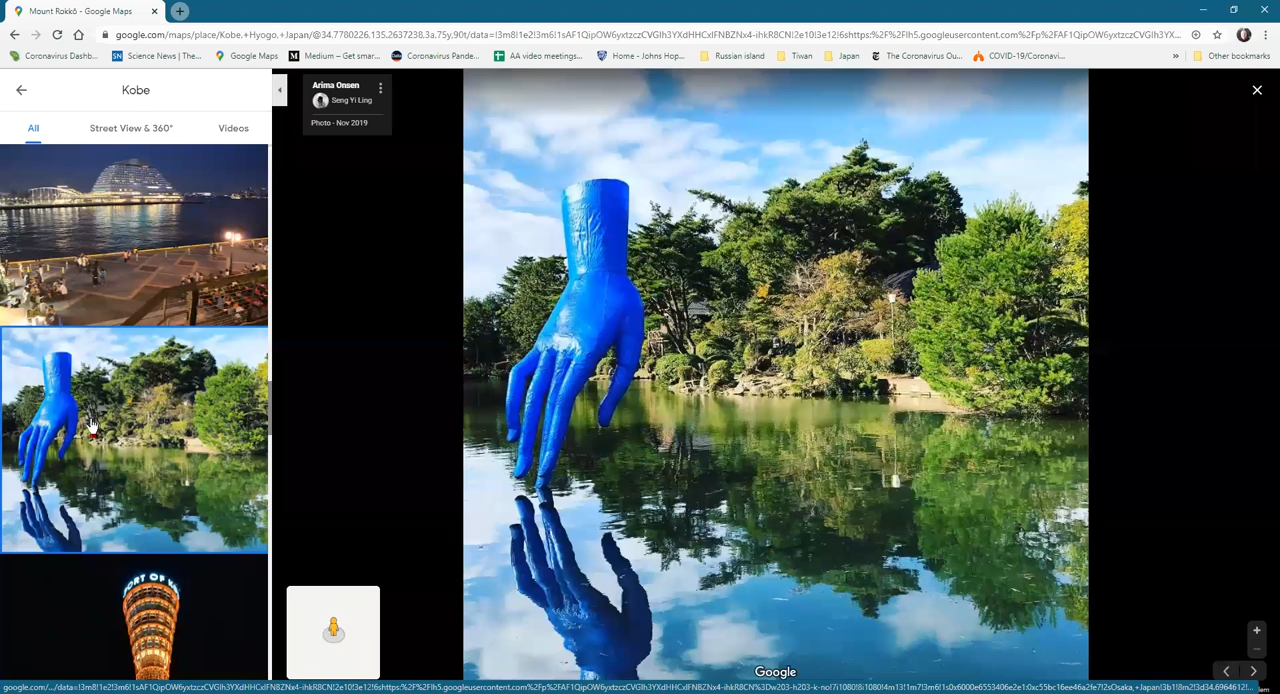 Mount Rokkō - Google Maps
google.com/maps/place/Kobe,+Hyogo,+Japan/@34.7780226,135.2637238,3a,75y,90t/data=!3m8!1e2!3m6!1sAF1QipOW6yxtzczCVGIh3YXdHHCxIFNBZNx4-ihkR8CN!2e10!3e12!6shttps:%2F%2Flh5.googleusercontent.com%2Fp%2FAF1QipOW6yxtzczCVGIh3YXdHHCxIFNBZNx4-ihkR8C...
Coronavirus Dashb... Science News | The... Google Maps Medium – Get smar... Coronavirus Pande... AA video meetings... Home - Johns Hop... Russian island Tiwan Japan The Coronavirus Ou... COVID-19/Coronavi... » Other bookmarks
Kobe
All Street View & 360° Videos
Arima Onsen
Seng Yi Ling
Photo - Nov 2019
Google